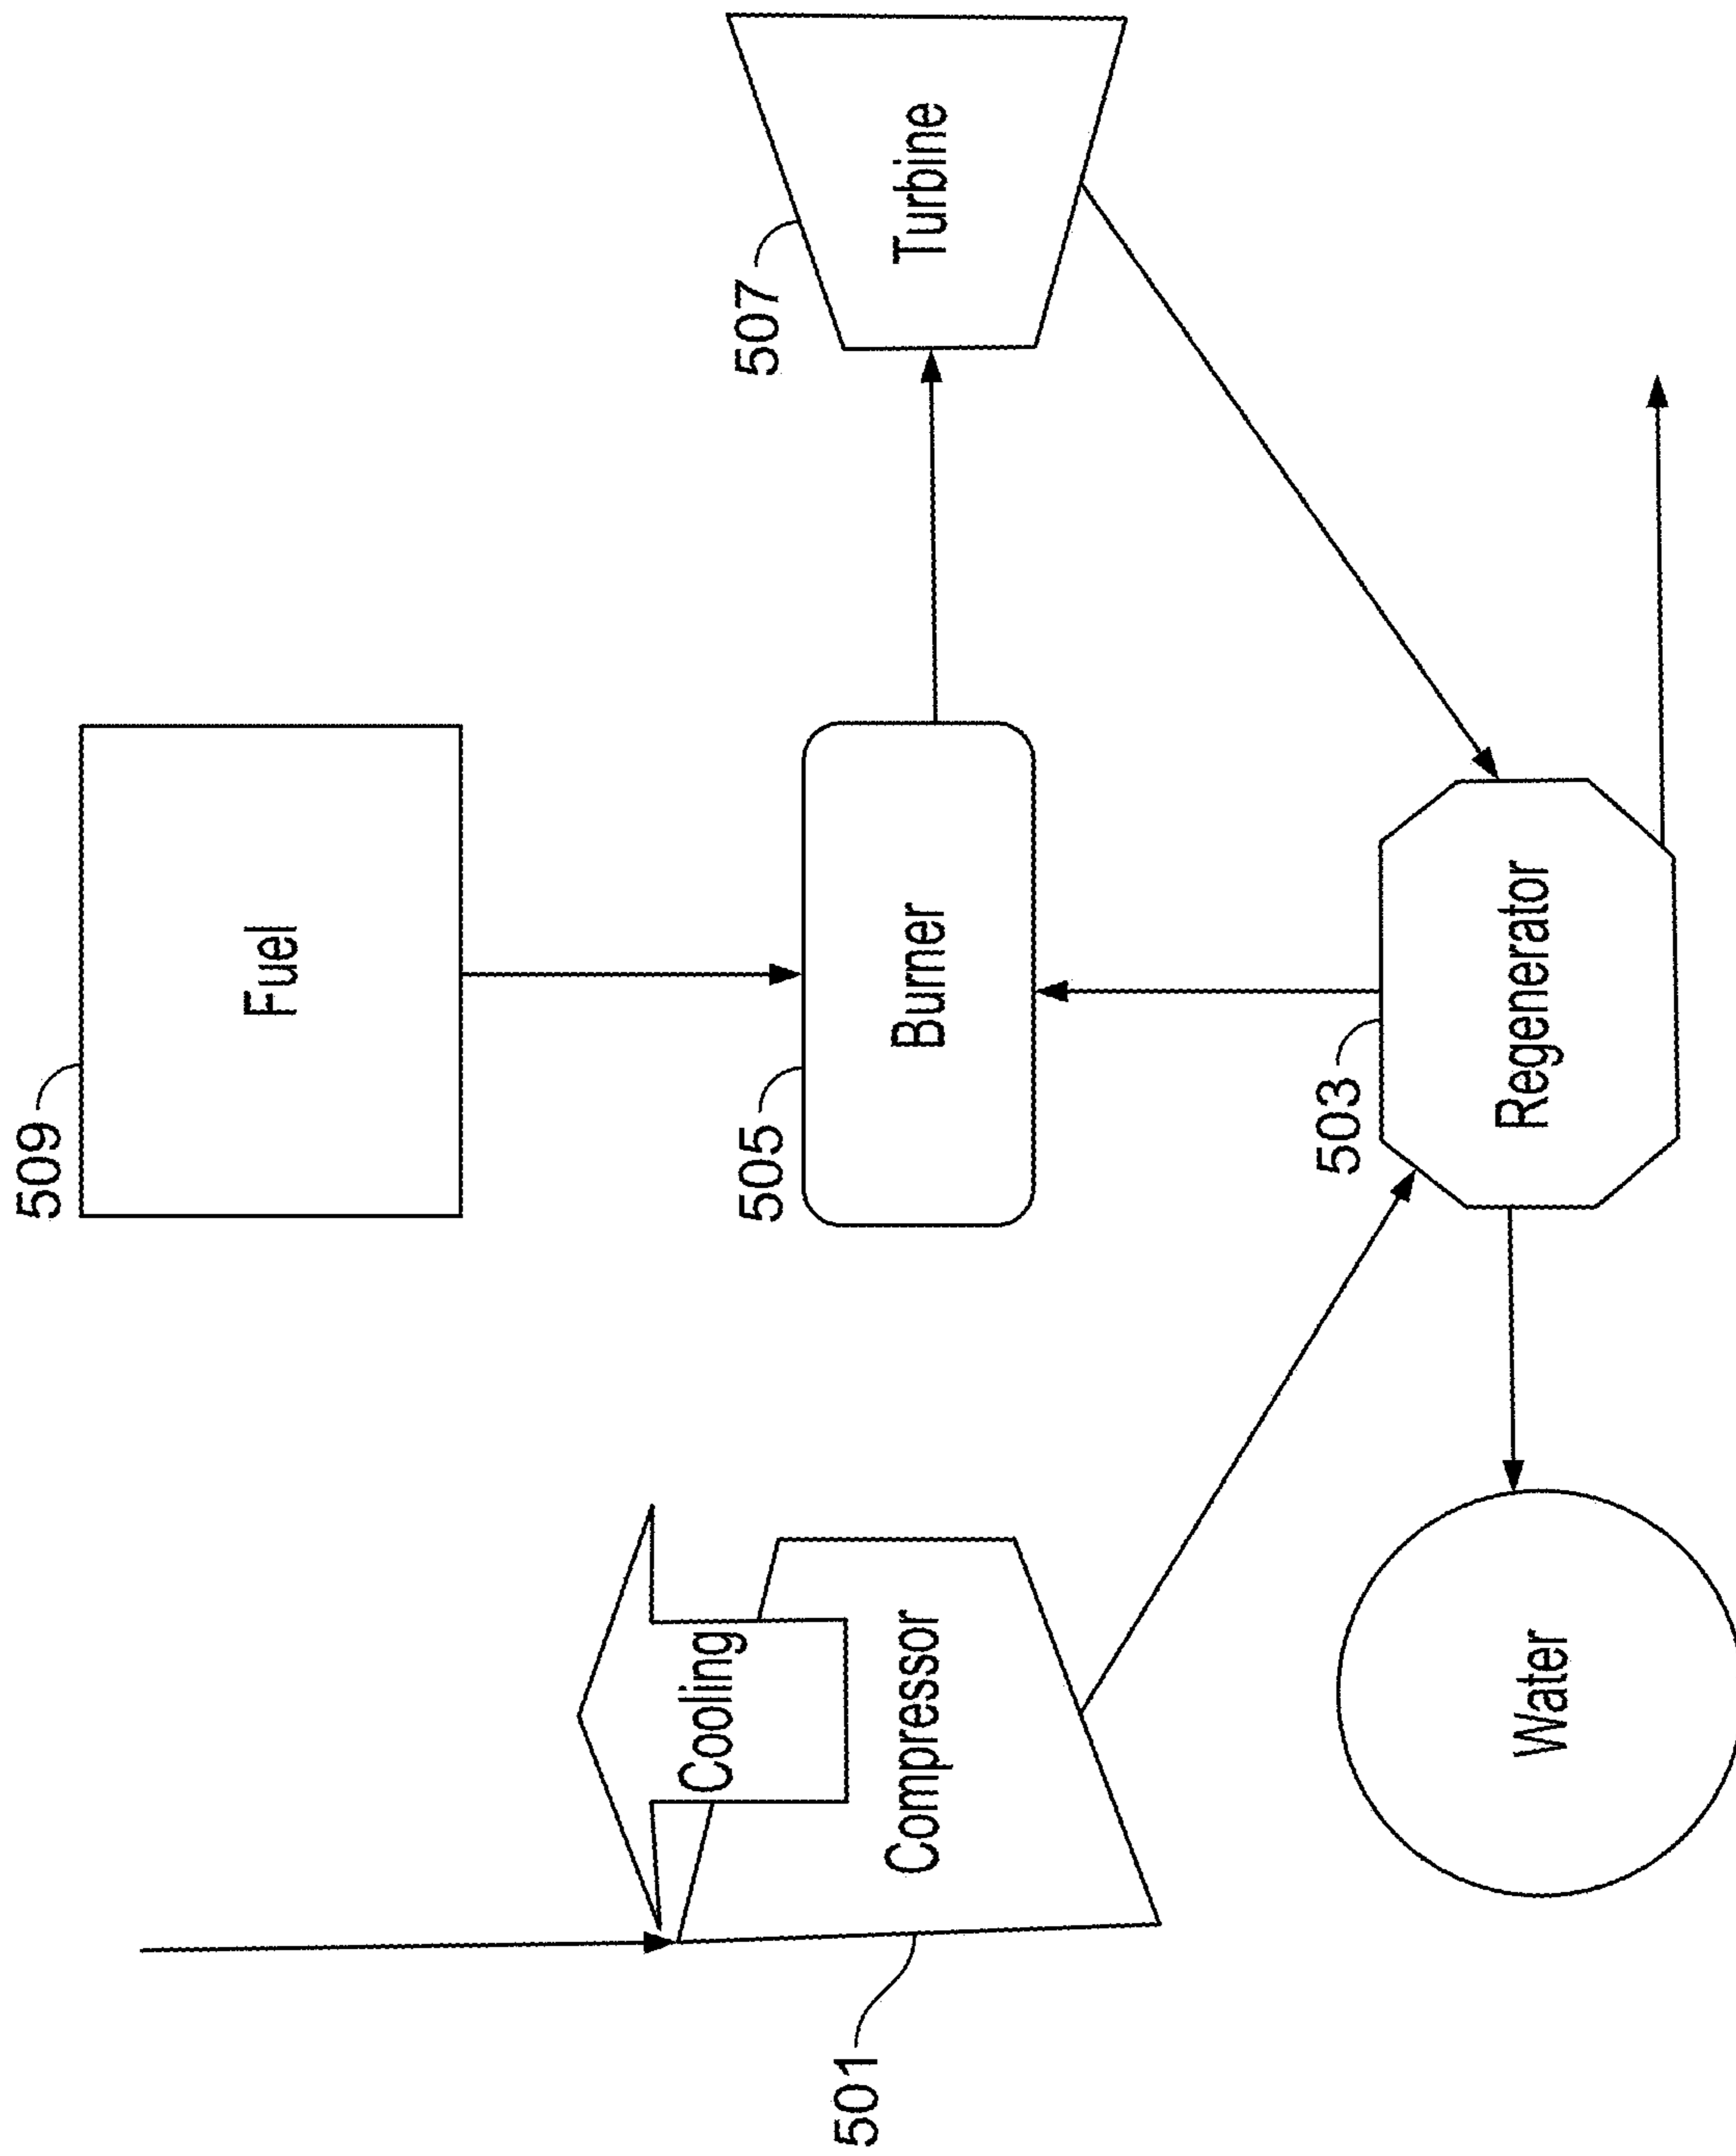 509
Fuel
507
Turbine
505
Burner
Cooling
Compressor
501
503
Regenerator
Water